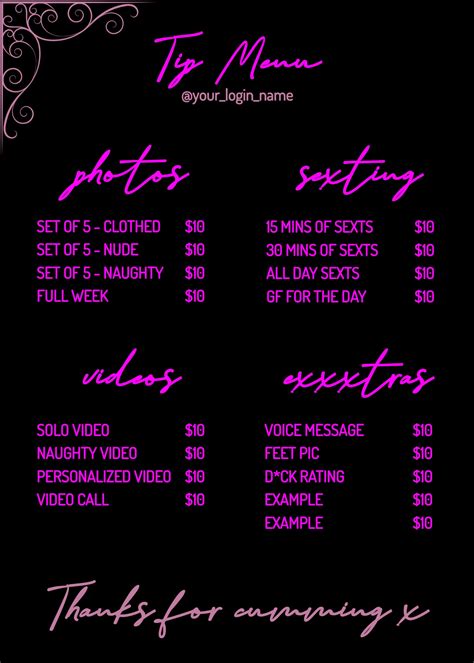 Tip Menu
@your_login_name
photos
SET OF 5 - CLOTHED $10
SET OF 5 - NUDE $10
SET OF 5 - NAUGHTY $10
FULL WEEK $10
sexting
15 MINS OF SEXTS $10
30 MINS OF SEXTS $10
ALL DAY SEXTS $10
GF FOR THE DAY $10
videos
SOLO VIDEO $10
NAUGHTY VIDEO $10
PERSONALIZED VIDEO $10
VIDEO CALL $10
exxxtras
VOICE MESSAGE $10
FEET PIC $10
D*CK RATING $10
EXAMPLE $10
EXAMPLE $10
Thanks for cumming x